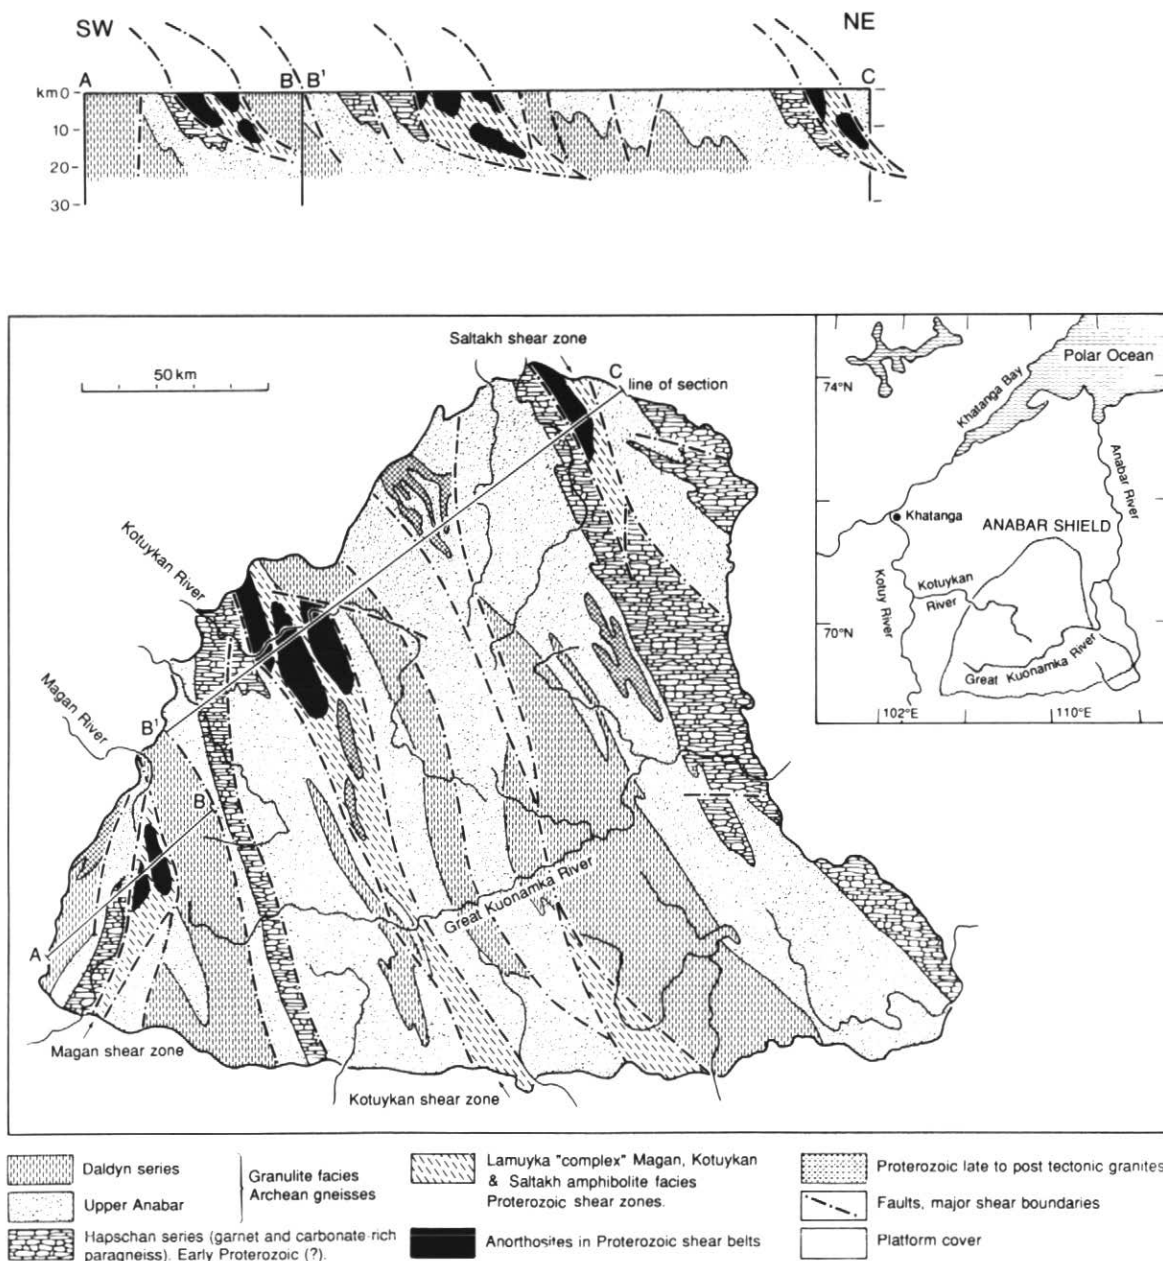 SW
NE
A
B B'
C
km 0
10
20
30
Saltakh shear zone
50 km
C
line of section
Kotuykan River
Magan River
B'
B
A
Great Kuonamka River
Magan shear zone
Kotuykan shear zone
Polar Ocean
74°N
Khatanga Bay
Anabar River
Khatanga
ANABAR SHIELD
Kotuy River
Kotuykan
River
70°N
Great Kuonamka River
102°E
110°E
Daldyn series
Upper Anabar
Granulite facies
Archean gneisses
Hapschan series (garnet and carbonate-rich
paragneiss). Early Proterozoic (?).
Lamuyka "complex" Magan, Kotuykan
& Saltakh amphibolite facies
Proterozoic shear zones.
Anorthosites in Proterozoic shear belts
Proterozoic late to post tectonic granites
Faults, major shear boundaries
Platform cover